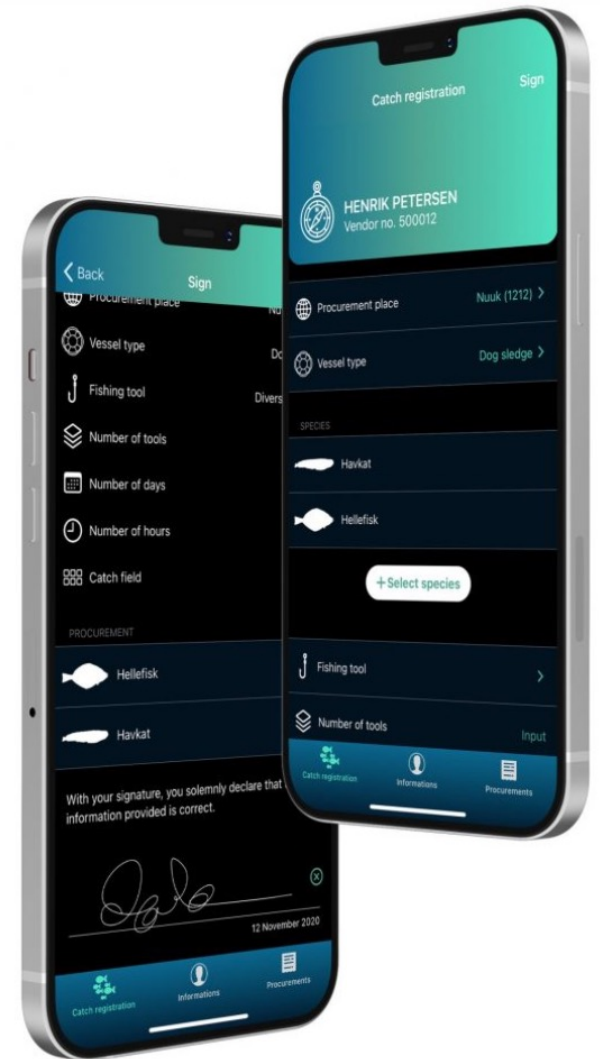 Back
Sign
Procurement place
Nu
Vessel type
Do
Fishing tool
Divers
Number of tools
Number of days
Number of hours
Catch field
PROCUREMENT
Hellefisk
Havkat
With your signature, you solemnly declare that
information provided is correct.
12 November 2020
Catch registration
Informations
Procurements
Catch registration
Sign
HENRIK PETERSEN
Vendor no. 500012
Procurement place
Nuuk (1212)
Vessel type
Dog sledge
SPECIES
Havkat
Hellefisk
+Select species
Fishing tool
Number of tools
Input
Catch registration
Informations
Procurements